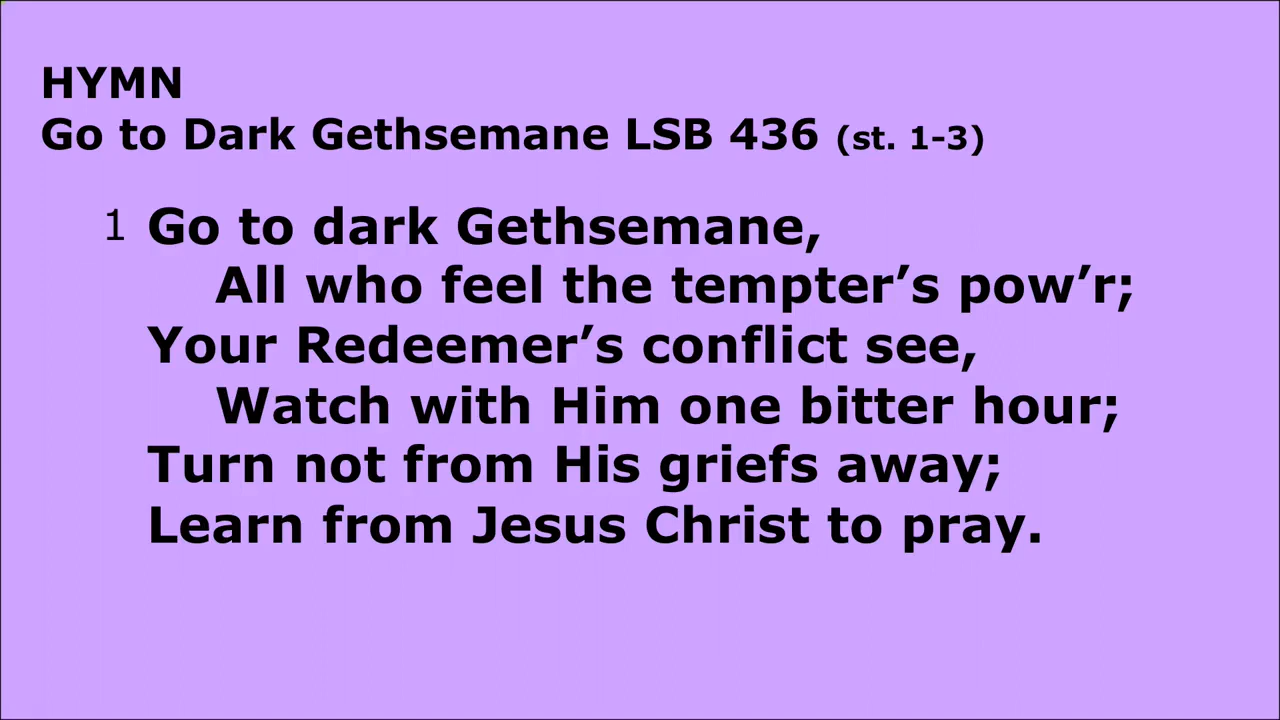 HYMN
Go to Dark Gethsemane LSB 436 (st. 1-3)
1 Go to dark Gethsemane,
All who feel the tempter’s pow’r;
Your Redeemer’s conflict see,
Watch with Him one bitter hour;
Turn not from His griefs away;
Learn from Jesus Christ to pray.